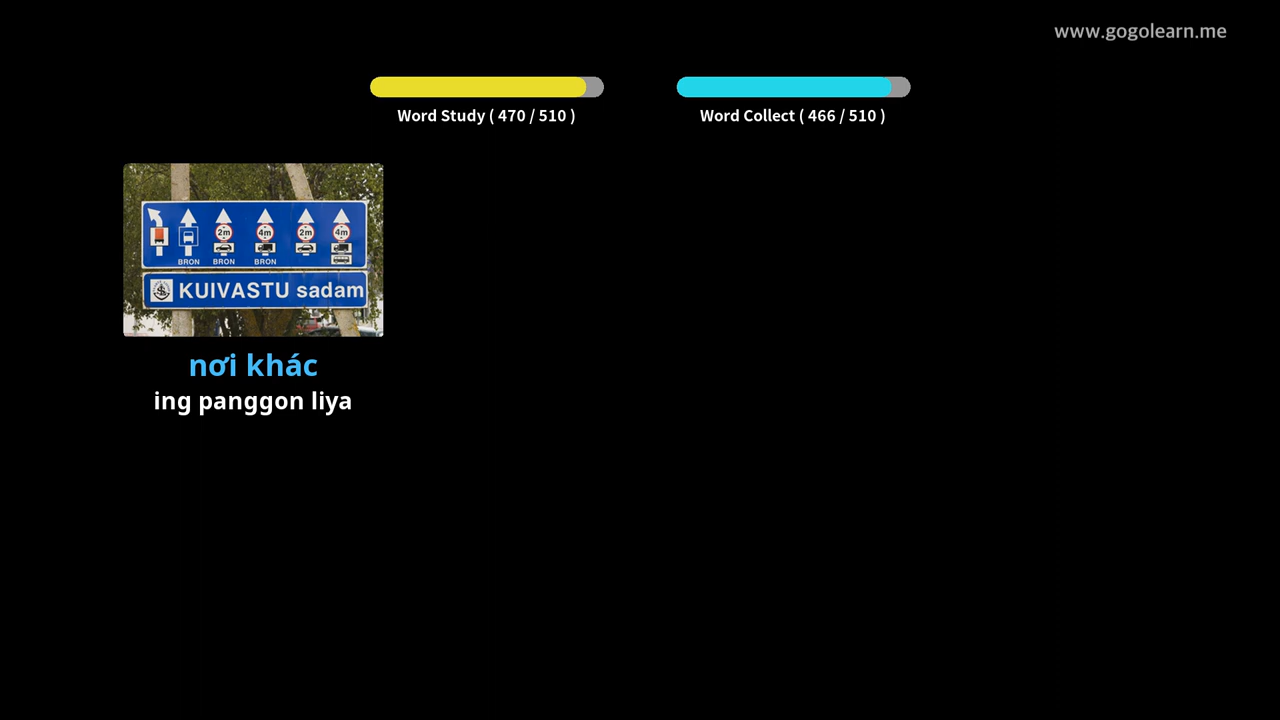 www.gogolearn.me
Word Study ( 470 / 510 )
Word Collect ( 466 / 510 )
2m 4m 2m 4m
BRON BRON BRON
KUIVASTU sadam
nơi khác
ing panggon liya